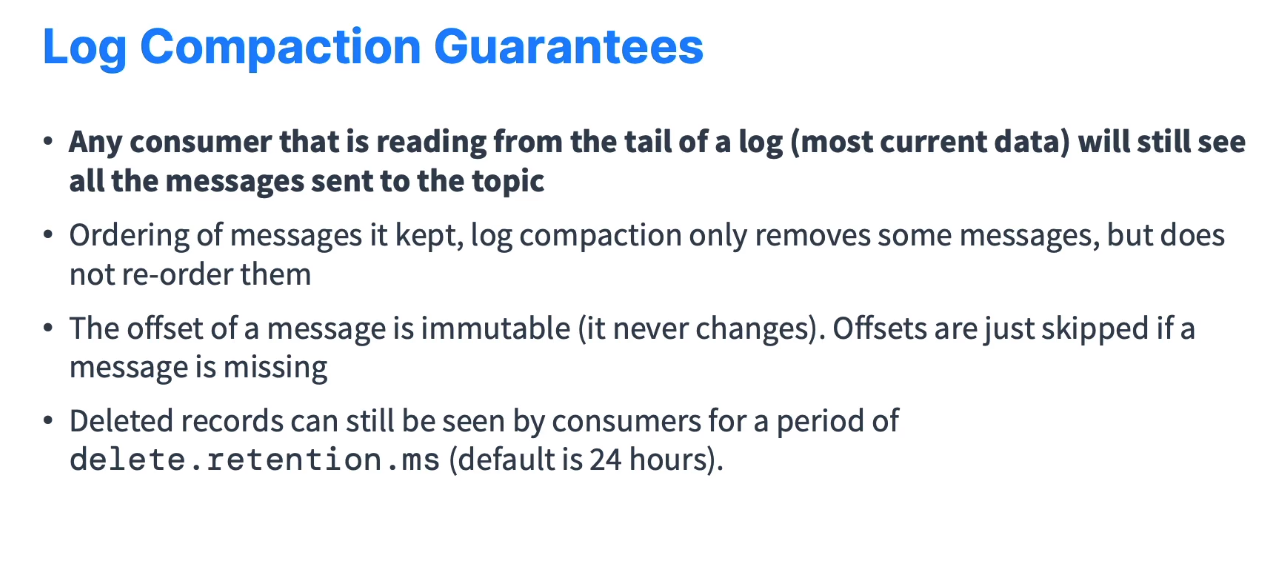 Log Compaction Guarantees
• Any consumer that is reading from the tail of a log (most current data) will still see
all the messages sent to the topic
• Ordering of messages it kept, log compaction only removes some messages, but does
not re-order them
• The offset of a message is immutable (it never changes). Offsets are just skipped if a
message is missing
• Deleted records can still be seen by consumers for a period of
delete.retention.ms (default is 24 hours).